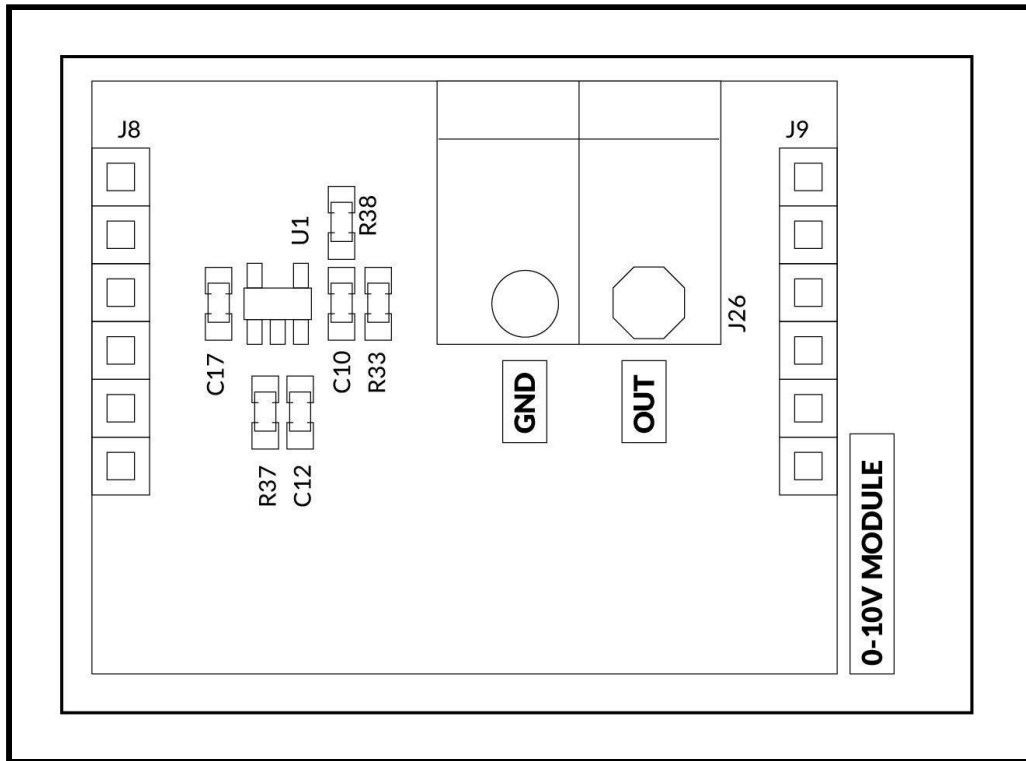 J8
J9
U1
R38
J26
C17
C10
R33
GND
OUT
R37
C12
0-10V MODULE